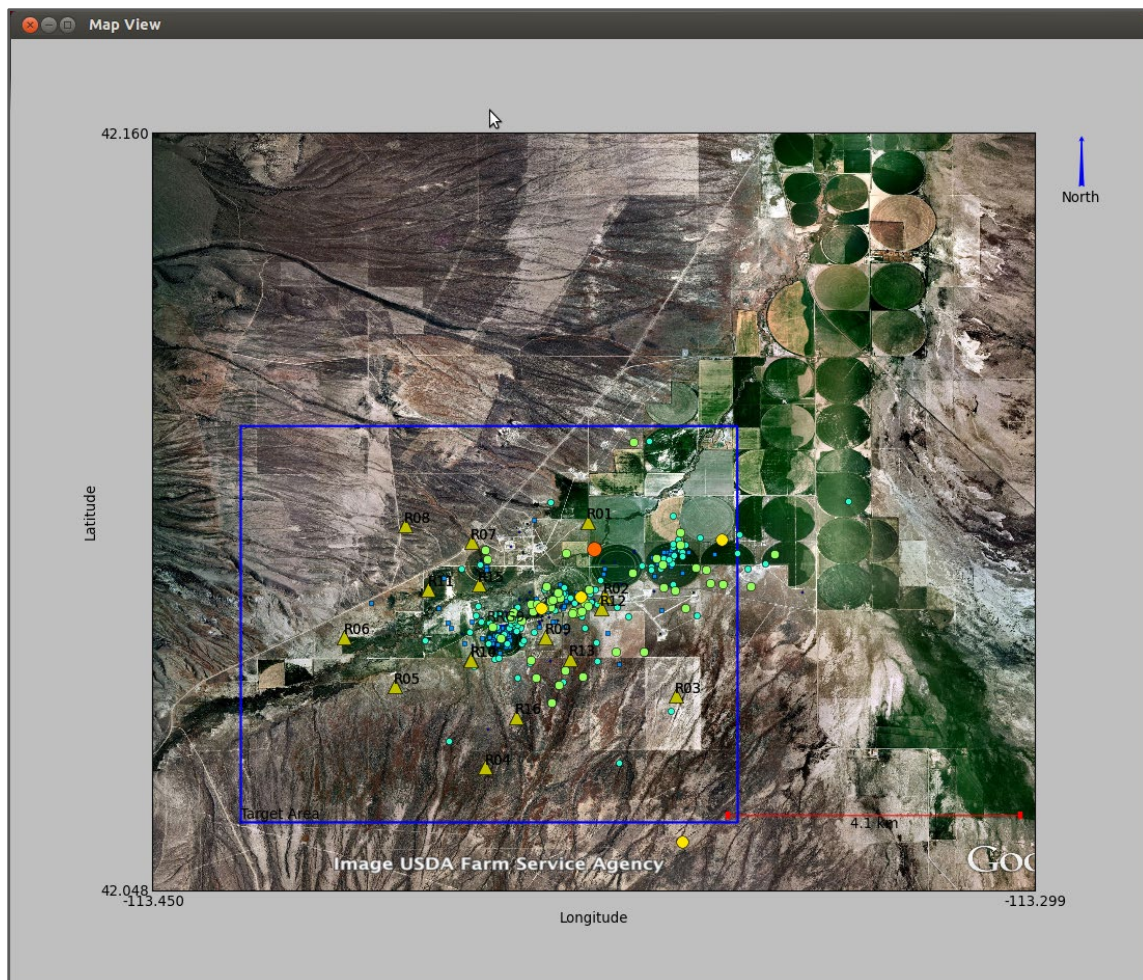 Map View
42.160
North
R01
R08
R07
R15
R11
R02
R12
R06
R09
R10
R13
R05
R03
R16
R04
Latitude
Target Area
4.1 km
Image USDA Farm Service Agency
42.048
-113.450
-113.299
Longitude